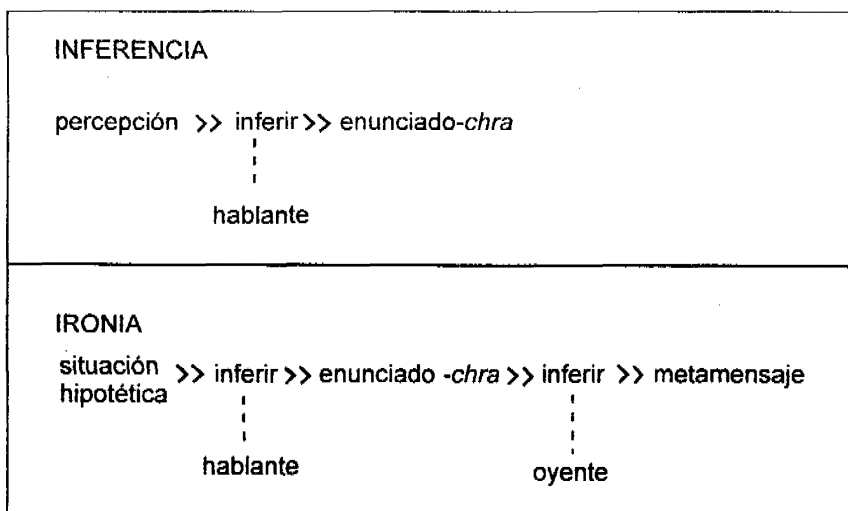 INFERENCIA
percepción >> inferir >> enunciado-chra
hablante
IRONIA
situación hipotética >> inferir >> enunciado -chra >> inferir >> metamensaje
hablante oyente